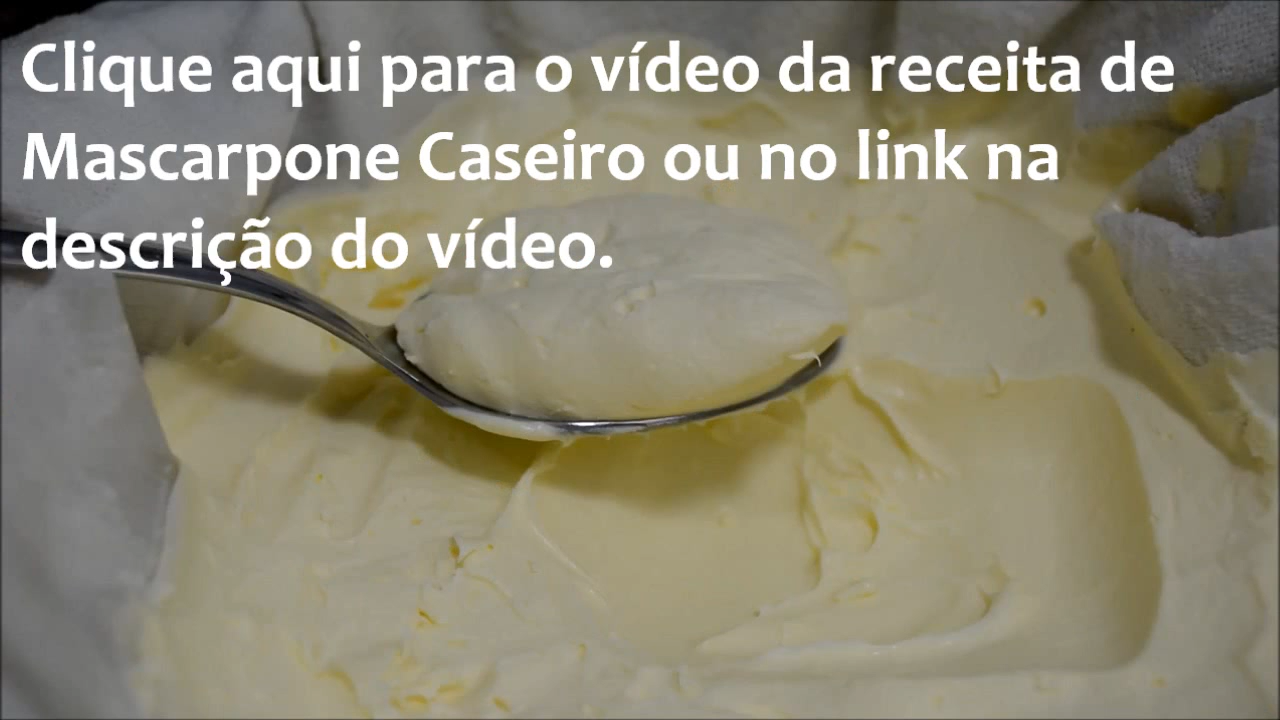 Clique aqui para o vídeo da receita de
Mascarpone Caseiro ou no link na
descrição do vídeo.